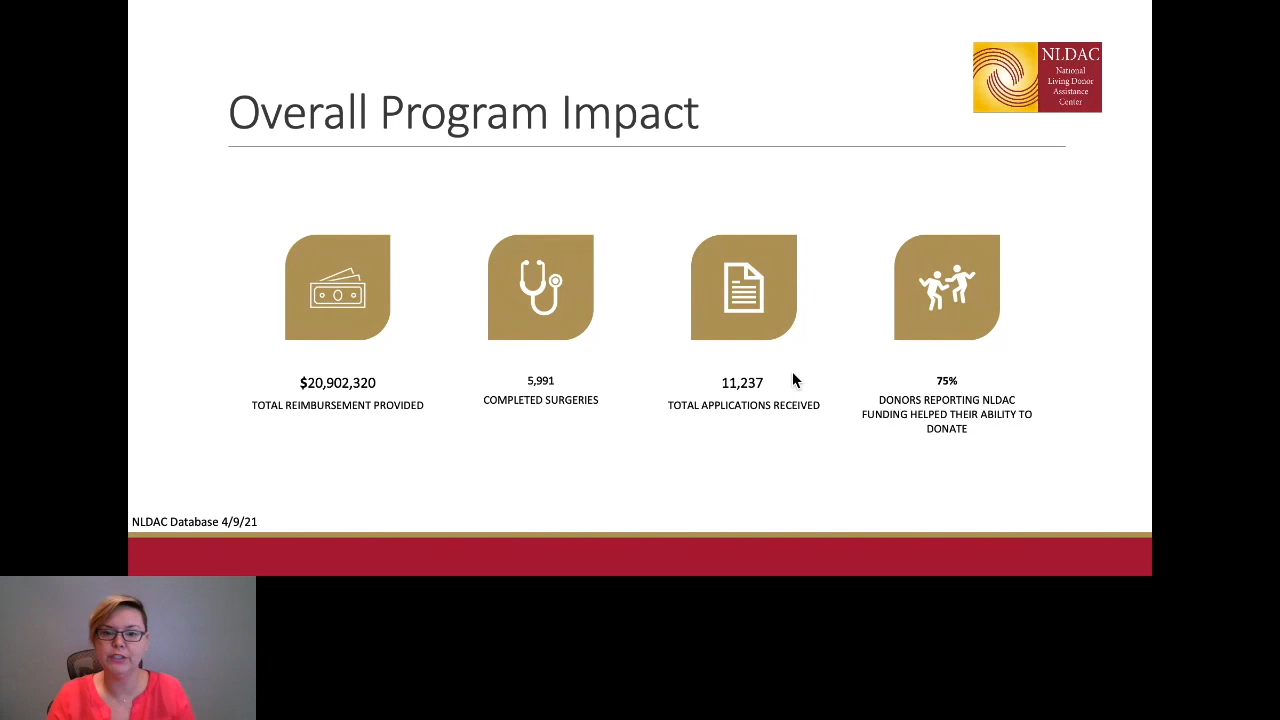 NLDAC
National
Living Donor
Assistance
Center
Overall Program Impact
$20,902,320
TOTAL REIMBURSEMENT PROVIDED
5,991
COMPLETED SURGERIES
11,237
TOTAL APPLICATIONS RECEIVED
75%
DONORS REPORTING NLDAC
FUNDING HELPED THEIR ABILITY TO
DONATE
NLDAC Database 4/9/21